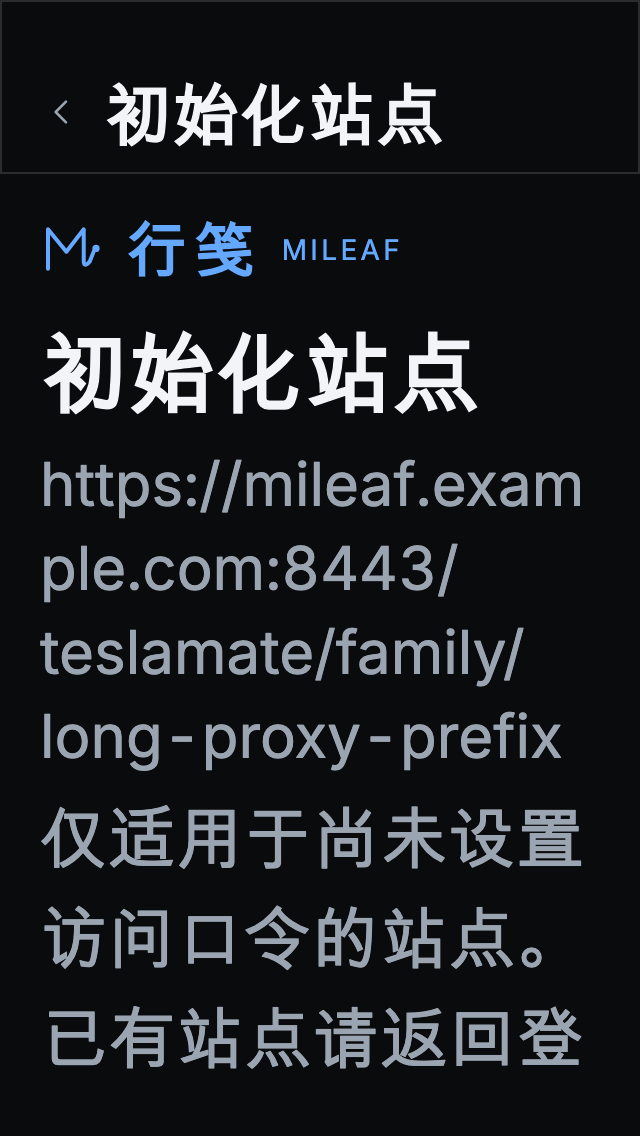 初始化站点
行笺 MILEAF
初始化站点
https://mileaf.exam
ple.com:8443/
teslamate/family/
long-proxy-prefix
仅适用于尚未设置
访问口令的站点。
已有站点请返回登